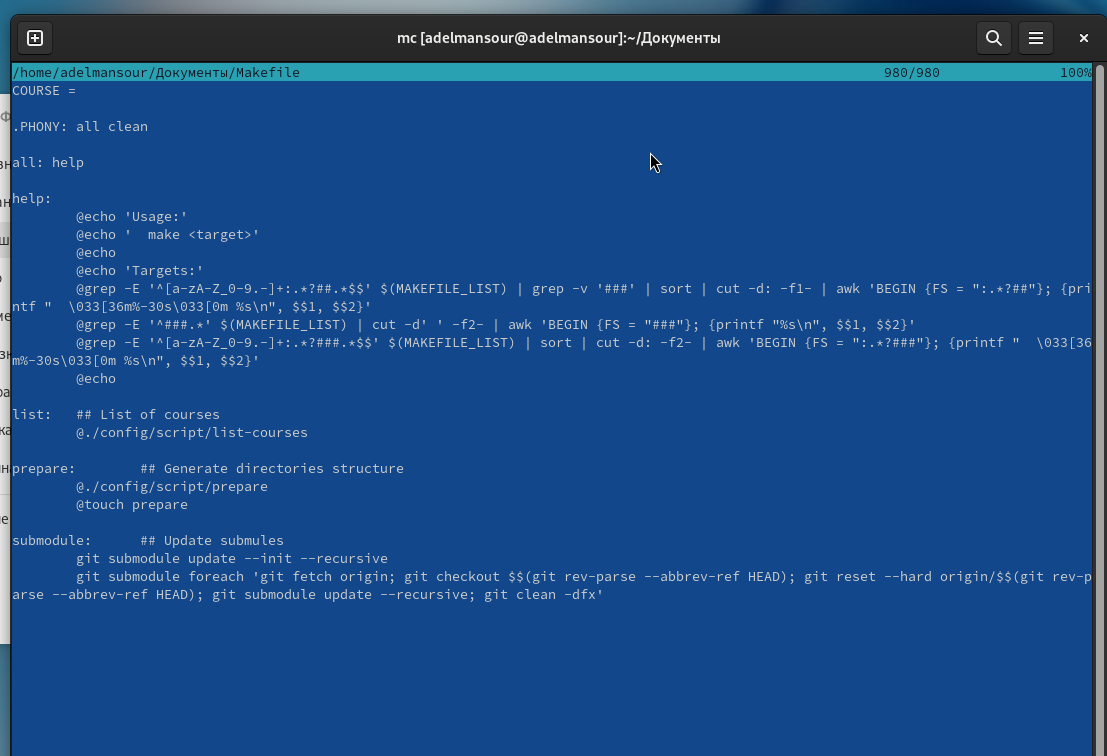 mc [adelmansour@adelmansour]:~/Документы
/home/adelmansour/Документы/Makefile 980/980 100%
COURSE =
.PHONY: all clean
all: help
help:
@echo 'Usage:'
@echo '  make <target>'
@echo
@echo 'Targets:'
@grep -E '^[a-zA-Z_0-9.-]+:.*?##.*$$' $(MAKEFILE_LIST) | grep -v '###' | sort | cut -d: -f1- | awk 'BEGIN {FS = ":.*?##"}; {pri
ntf "  \033[36m%-30s\033[0m %s\n", $$1, $$2}'
@grep -E '^###.*' $(MAKEFILE_LIST) | cut -d' ' -f2- | awk 'BEGIN {FS = "###"}; {printf "%s\n", $$1, $$2}'
@grep -E '^[a-zA-Z_0-9.-]+:.*?###.*$$' $(MAKEFILE_LIST) | sort | cut -d: -f2- | awk 'BEGIN {FS = ":.*?###"}; {printf "  \033[36
m%-30s\033[0m %s\n", $$1, $$2}'
@echo
list:   ## List of courses
@./config/script/list-courses
prepare:        ## Generate directories structure
@./config/script/prepare
@touch prepare
submodule:      ## Update submules
git submodule update --init --recursive
git submodule foreach 'git fetch origin; git checkout $$(git rev-parse --abbrev-ref HEAD); git reset --hard origin/$$(git rev-p
arse --abbrev-ref HEAD); git submodule update --recursive; git clean -dfx'